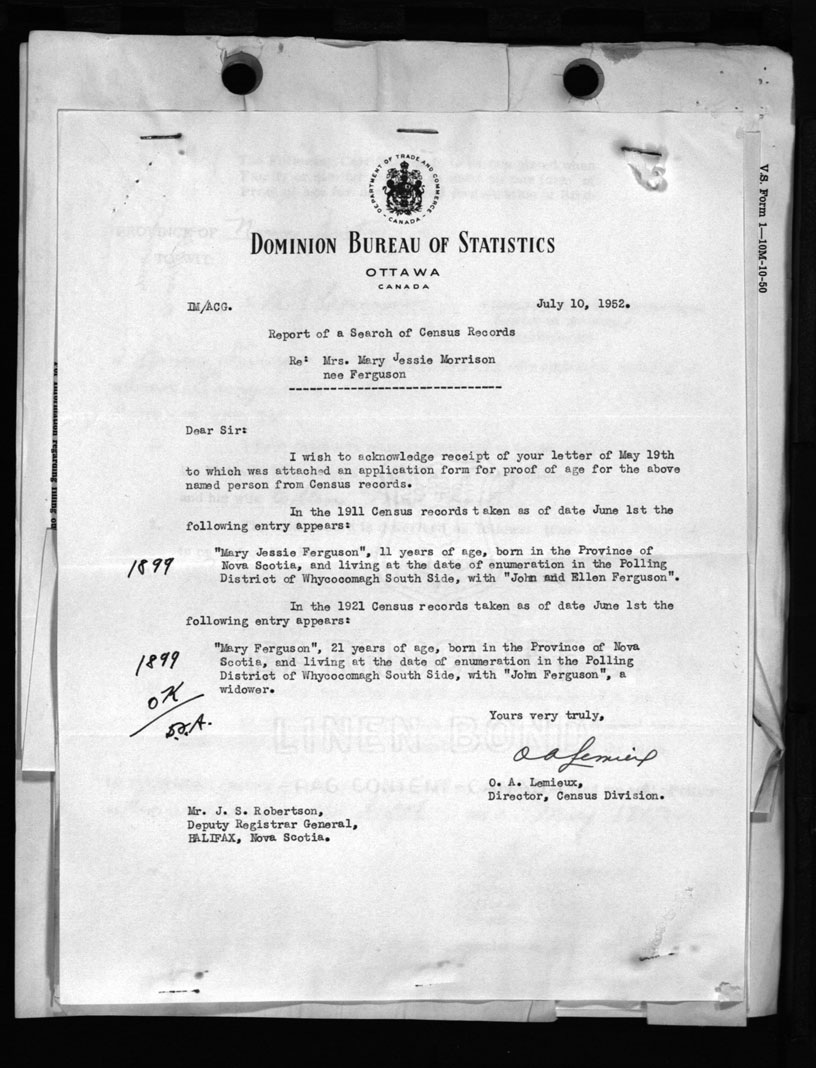 V.S. Form 1—10M-10-50
DEPARTMENT OF TRADE AND COMMERCE
CANADA
DOMINION BUREAU OF STATISTICS
OTTAWA
CANADA
IM/ACG.
July 10, 1952.
Report of a Search of Census Records
Re: Mrs. Mary Jessie Morrison
nee Ferguson
Dear Sir:
I wish to acknowledge receipt of your letter of May 19th
to which was attached an application form for proof of age for the above
named person from Census records.
In the 1911 Census records taken as of date June 1st the
following entry appears:
"Mary Jessie Ferguson", 11 years of age, born in the Province of
1899
Nova Scotia, and living at the date of enumeration in the Polling
District of Whycocomagh South Side, with "John and Ellen Ferguson".
In the 1921 Census records taken as of date June 1st the
following entry appears:
"Mary Ferguson", 21 years of age, born in the Province of Nova
1899
Scotia, and living at the date of enumeration in the Polling
District of Whycocomagh South Side, with "John Ferguson", a
widower.
OK
Yours very truly,
O A Lemieux
O. A. Lemieux,
Director, Census Division.
Mr. J. S. Robertson,
Deputy Registrar General,
HALIFAX, Nova Scotia.
LINEN BOND
RAG CONTENT